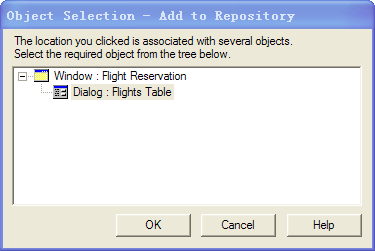 Object Selection - Add to Repository
The location you clicked is associated with several objects.
Select the required object from the tree below.
Window : Flight Reservation
Dialog : Flights Table
OK Cancel Help